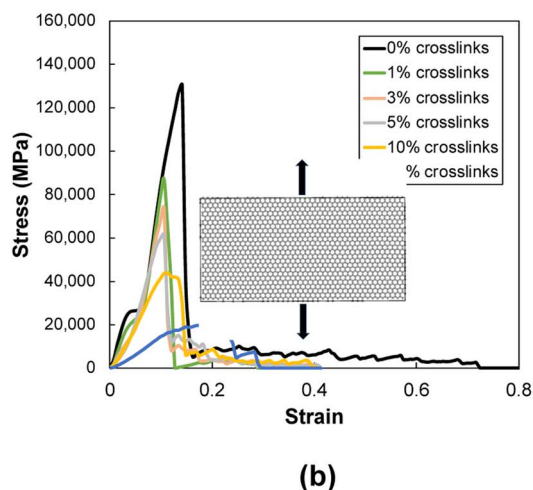 160,000
140,000
120,000
100,000
80,000
60,000
40,000
20,000
0
Stress (MPa)
0% crosslinks
1% crosslinks
3% crosslinks
5% crosslinks
10% crosslinks
% crosslinks
0 0.2 0.4 0.6 0.8
Strain
(b)